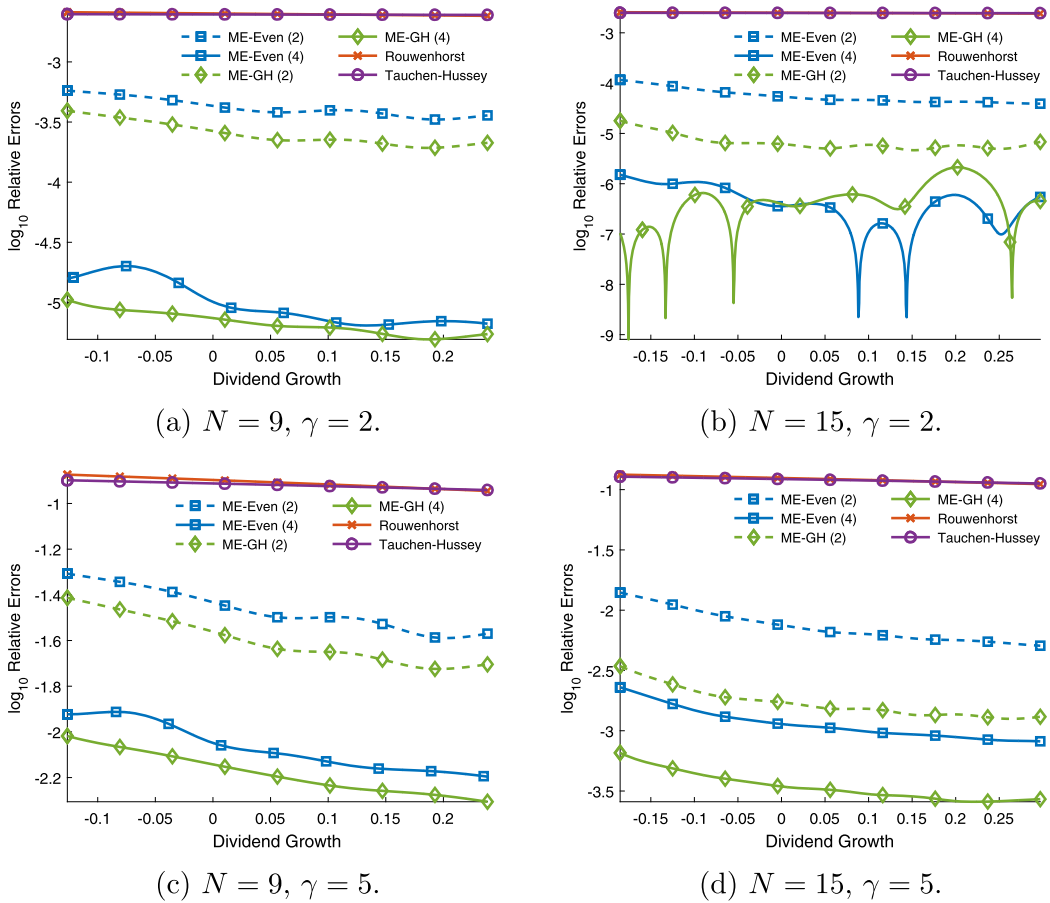 ME-Even (2)
ME-Even (4)
ME-GH (2)
ME-GH (4)
Rouwenhorst
Tauchen-Hussey
log10 Relative Errors
-3
-3.5
-4
-4.5
-5
-0.1 -0.05 0 0.05 0.1 0.15 0.2
Dividend Growth
(a) N = 9, γ = 2.
ME-Even (2)
ME-Even (4)
ME-GH (2)
ME-GH (4)
Rouwenhorst
Tauchen-Hussey
log10 Relative Errors
-3
-4
-5
-6
-7
-8
-9
-0.15 -0.1 -0.05 0 0.05 0.1 0.15 0.2 0.25
Dividend Growth
(b) N = 15, γ = 2.
ME-Even (2)
ME-Even (4)
ME-GH (2)
ME-GH (4)
Rouwenhorst
Tauchen-Hussey
log10 Relative Errors
-1
-1.2
-1.4
-1.6
-1.8
-2
-2.2
-0.1 -0.05 0 0.05 0.1 0.15 0.2
Dividend Growth
(c) N = 9, γ = 5.
ME-Even (2)
ME-Even (4)
ME-GH (2)
ME-GH (4)
Rouwenhorst
Tauchen-Hussey
log10 Relative Errors
-1
-1.5
-2
-2.5
-3
-3.5
-0.15 -0.1 -0.05 0 0.05 0.1 0.15 0.2 0.25
Dividend Growth
(d) N = 15, γ = 5.